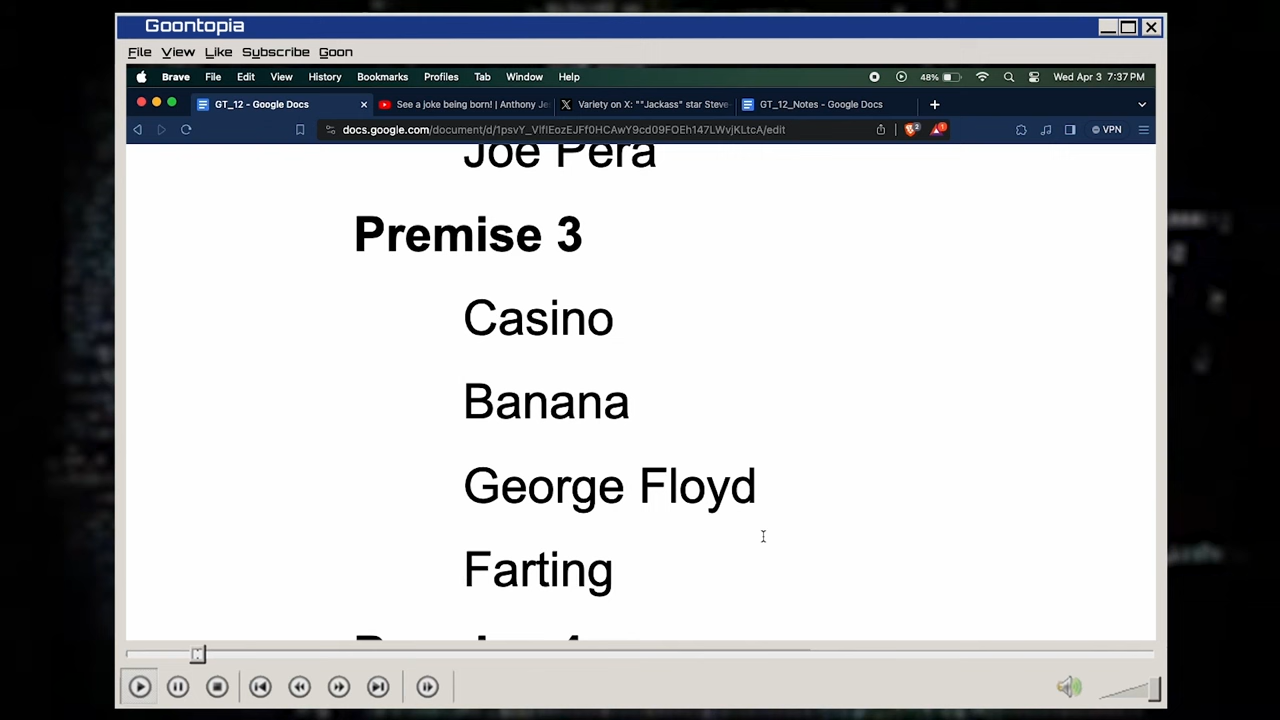 Goontopia
File View Like Subscribe Goon
Brave File Edit View History Bookmarks Profiles Tab Window Help 48% Wed Apr 3 7:37 PM
GT_12 - Google Docs See a joke being born! | Anthony Je Variety on X: ""Jackass" star Steve- GT_12_Notes - Google Docs
docs.google.com/document/d/1psvY_VlfIEozEJFf0HCAwY9cd09FOEh147LWvjKLtcA/edit 2 1 VPN
Joe Pera
Premise 3
Casino
Banana
George Floyd
Farting